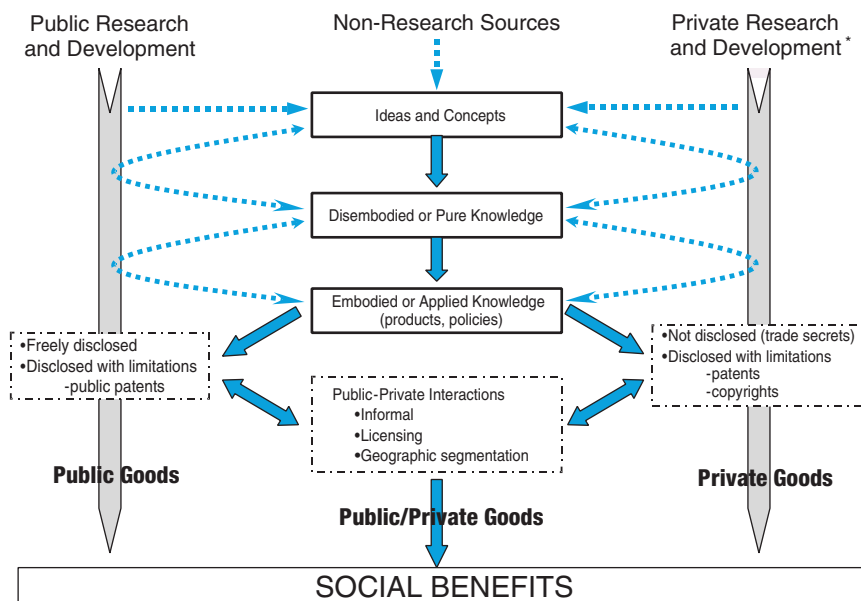 Public Research
and Development
Non-Research Sources
Private Research
and Development*
Ideas and Concepts
Disembodied or Pure Knowledge
Embodied or Applied Knowledge
(products, policies)
•Freely disclosed
•Disclosed with limitations
-public patents
•Not disclosed (trade secrets)
•Disclosed with limitations
-patents
-copyrights
Public-Private Interactions
•Informal
•Licensing
•Geographic segmentation
Public Goods
Private Goods
Public/Private Goods
SOCIAL BENEFITS